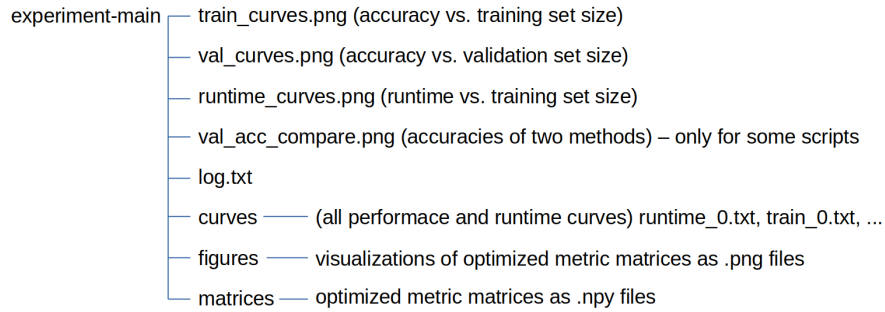 experiment-main train_curves.png (accuracy vs. training set size)
val_curves.png (accuracy vs. validation set size)
runtime_curves.png (runtime vs. training set size)
val_acc_compare.png (accuracies of two methods) – only for some scripts
log.txt
curves (all performace and runtime curves) runtime_0.txt, train_0.txt, ...
figures visualizations of optimized metric matrices as .png files
matrices optimized metric matrices as .npy files